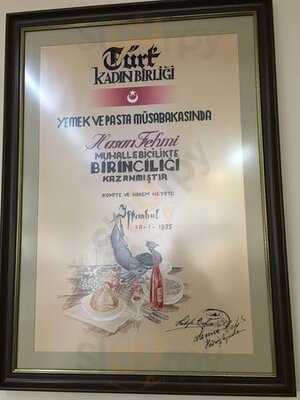 Türk
KADIN BİRLİĞİ
YEMEK VE PASTA MÜSABAKASINDA
Hasan Fehmi
MUHALLEBİCİLİKTE
BİRİNCİLİĞİ
KAZANMIŞTIR
KOMİTE VE HAKEM HEYETİ
İstanbul